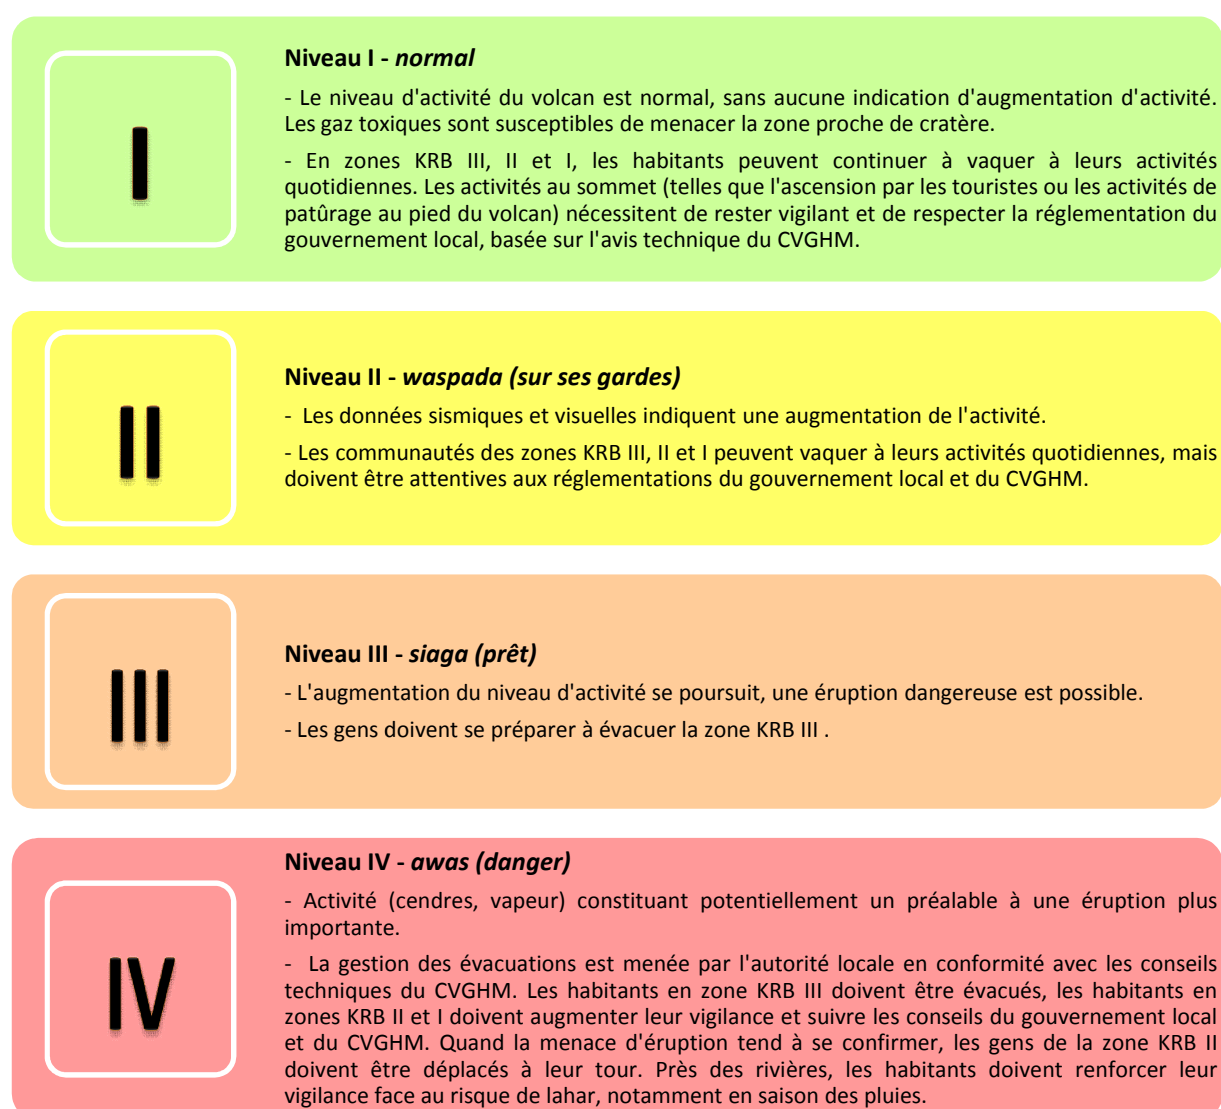 I
Niveau I - normal
- Le niveau d'activité du volcan est normal, sans aucune indication d'augmentation d'activité.
Les gaz toxiques sont susceptibles de menacer la zone proche de cratère.
- En zones KRB III, II et I, les habitants peuvent continuer à vaquer à leurs activités
quotidiennes. Les activités au sommet (telles que l'ascension par les touristes ou les activités de
patûrage au pied du volcan) nécessitent de rester vigilant et de respecter la réglementation du
gouvernement local, basée sur l'avis technique du CVGHM.
II
Niveau II - waspada (sur ses gardes)
- Les données sismiques et visuelles indiquent une augmentation de l'activité.
- Les communautés des zones KRB III, II et I peuvent vaquer à leurs activités quotidiennes, mais
doivent être attentives aux réglementations du gouvernement local et du CVGHM.
III
Niveau III - siaga (prêt)
- L'augmentation du niveau d'activité se poursuit, une éruption dangereuse est possible.
- Les gens doivent se préparer à évacuer la zone KRB III .
IV
Niveau IV - awas (danger)
- Activité (cendres, vapeur) constituant potentiellement un préalable à une éruption plus
importante.
- La gestion des évacuations est menée par l'autorité locale en conformité avec les conseils
techniques du CVGHM. Les habitants en zone KRB III doivent être évacués, les habitants en
zones KRB II et I doivent augmenter leur vigilance et suivre les conseils du gouvernement local
et du CVGHM. Quand la menace d'éruption tend à se confirmer, les gens de la zone KRB II
doivent être déplacés à leur tour. Près des rivières, les habitants doivent renforcer leur
vigilance face au risque de lahar, notamment en saison des pluies.